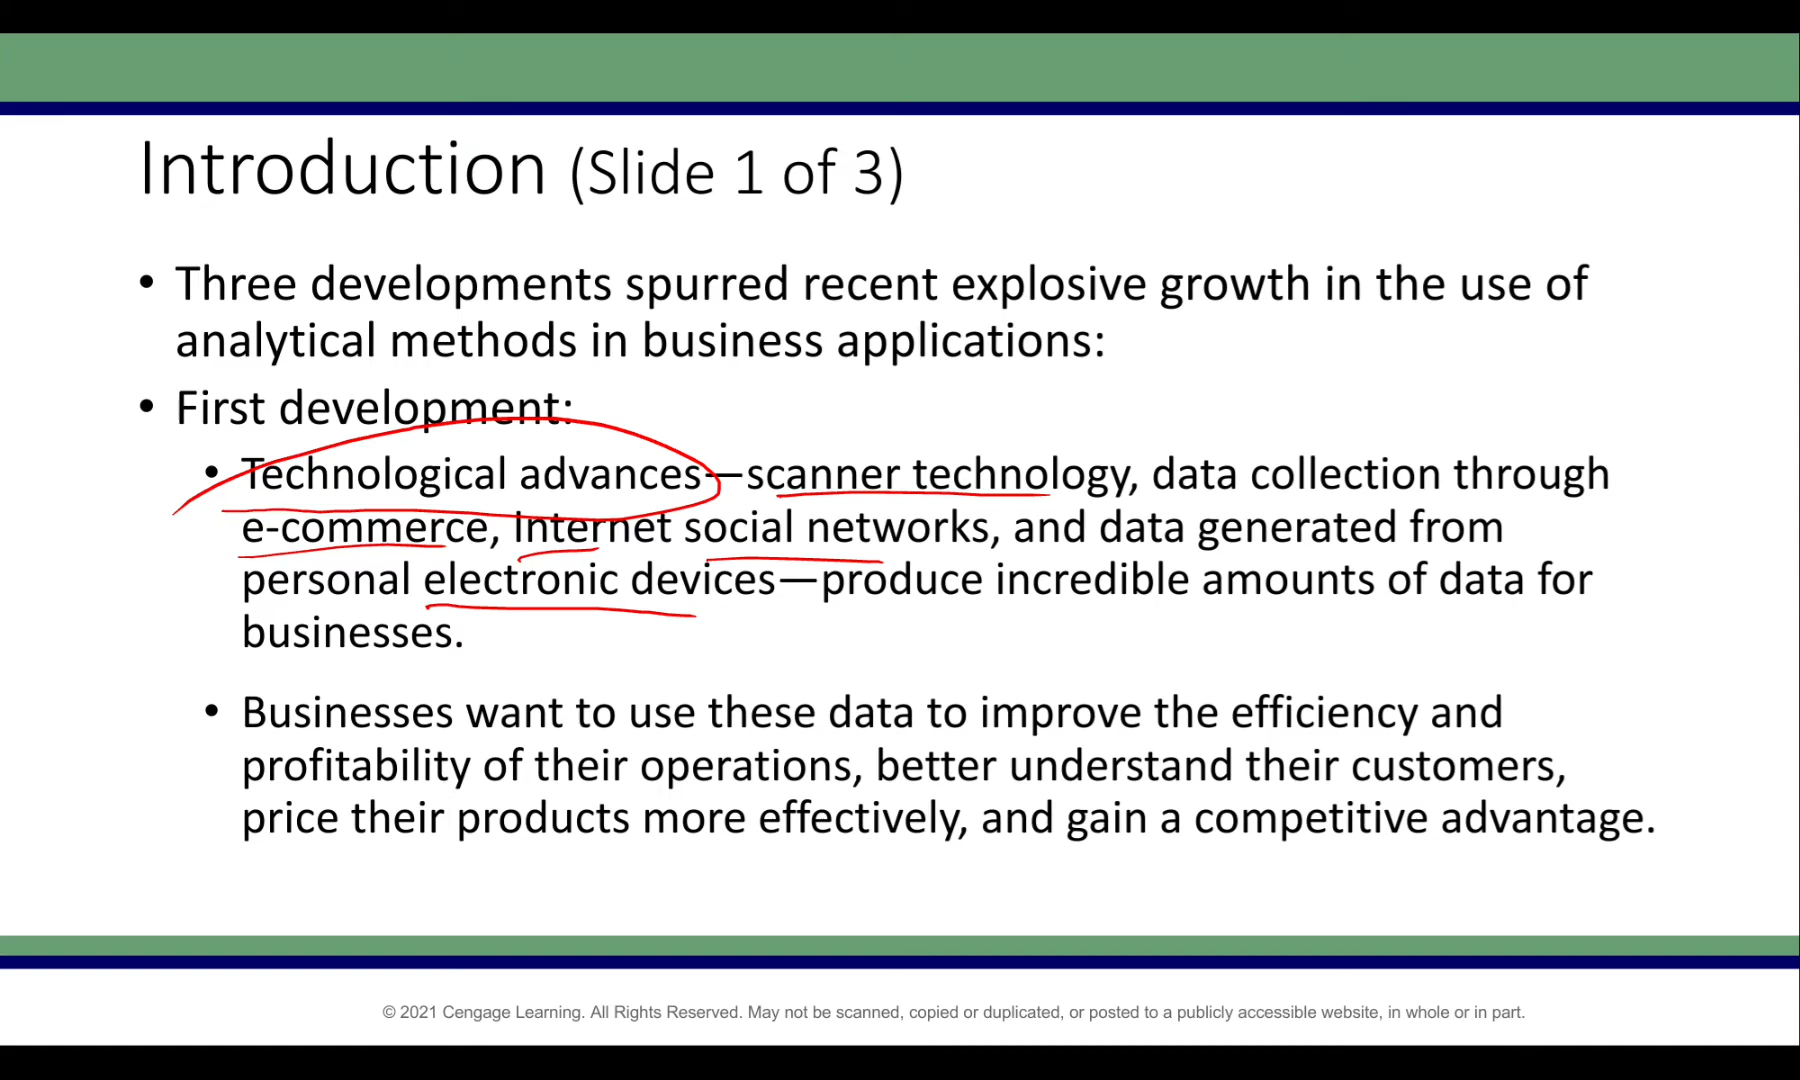 Introduction (Slide 1 of 3)
• Three developments spurred recent explosive growth in the use of
analytical methods in business applications:
• First development:
• Technological advances—scanner technology, data collection through
e-commerce, Internet social networks, and data generated from
personal electronic devices—produce incredible amounts of data for
businesses.
• Businesses want to use these data to improve the efficiency and
profitability of their operations, better understand their customers,
price their products more effectively, and gain a competitive advantage.
© 2021 Cengage Learning. All Rights Reserved. May not be scanned, copied or duplicated, or posted to a publicly accessible website, in whole or in part.